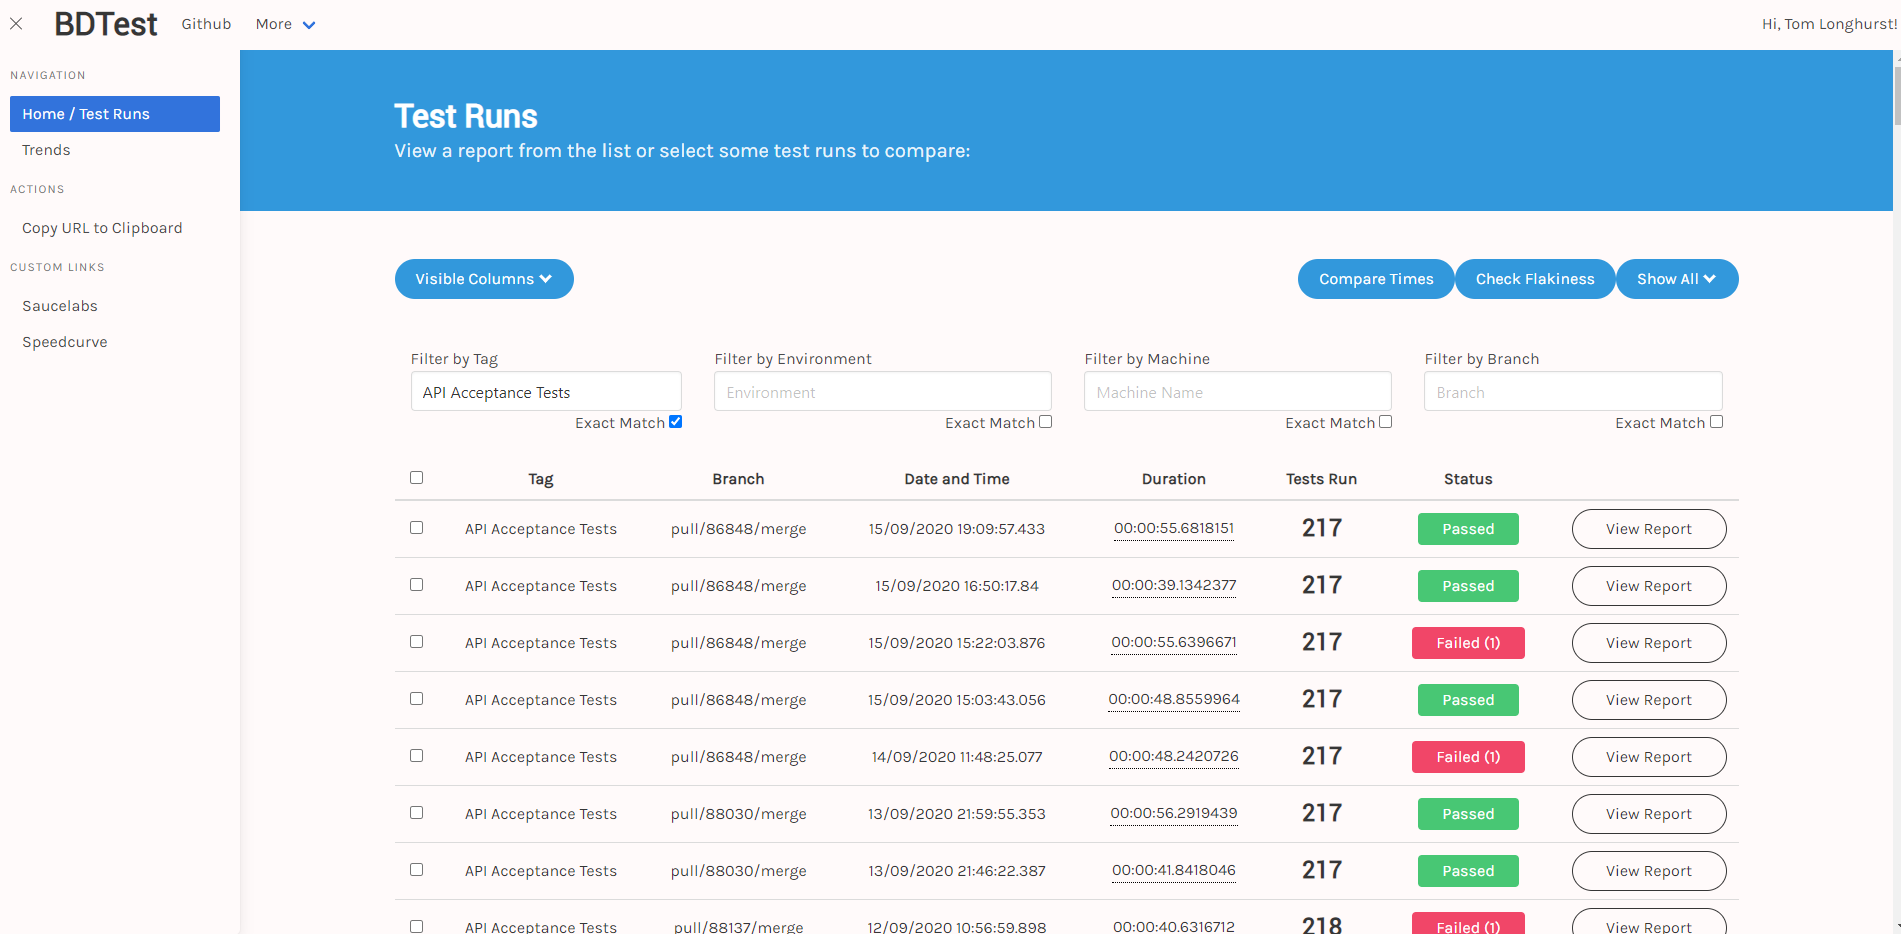 BDTest Github More Hi, Tom Longhurst!
NAVIGATION
Home / Test Runs
Trends
ACTIONS
Copy URL to Clipboard
CUSTOM LINKS
Saucelabs
Speedcurve
Test Runs
View a report from the list or select some test runs to compare:
Visible Columns Compare Times Check Flakiness Show All
Filter by Tag Filter by Environment Filter by Machine Filter by Branch
API Acceptance Tests Environment Machine Name Branch
Exact Match Exact Match Exact Match Exact Match
Tag Branch Date and Time Duration Tests Run Status
API Acceptance Tests pull/86848/merge 15/09/2020 19:09:57.433 00:00:55.6818151 217 Passed View Report
API Acceptance Tests pull/86848/merge 15/09/2020 16:50:17.84 00:00:39.1342377 217 Passed View Report
API Acceptance Tests pull/86848/merge 15/09/2020 15:22:03.876 00:00:55.6396671 217 Failed (1) View Report
API Acceptance Tests pull/86848/merge 15/09/2020 15:03:43.056 00:00:48.8559964 217 Passed View Report
API Acceptance Tests pull/86848/merge 14/09/2020 11:48:25.077 00:00:48.2420726 217 Failed (1) View Report
API Acceptance Tests pull/88030/merge 13/09/2020 21:59:55.353 00:00:56.2919439 217 Passed View Report
API Acceptance Tests pull/88030/merge 13/09/2020 21:46:22.387 00:00:41.8418046 217 Passed View Report
API Acceptance Tests pull/88137/merge 12/09/2020 10:56:59.898 00:00:40.6316712 218 Failed (1) View Report